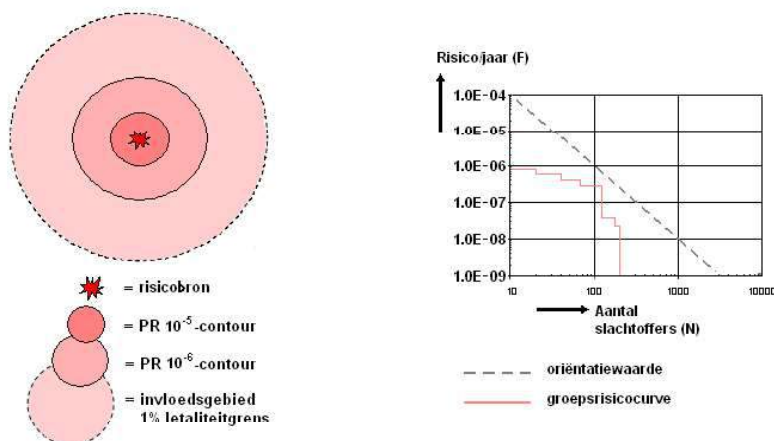 = risicobron
= PR 10⁻⁵-contour
= PR 10⁻⁶-contour
= invloedsgebied
1% letaliteitgrens
Risico/jaar (F)
1.0E-04
1.0E-05
1.0E-06
1.0E-07
1.0E-08
1.0E-09
10
100
1000
10000
Aantal
slachtoffers (N)
oriëntatiewaarde
groepsrisicocurve